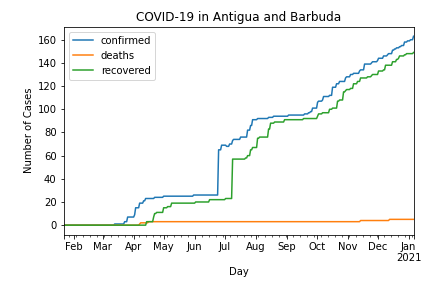 COVID-19 in Antigua and Barbuda
confirmed
deaths
recovered
160
140
120
100
80
60
40
20
0
Number of Cases
Feb Mar Apr May Jun Jul Aug Sep Oct Nov Dec Jan
2021
Day